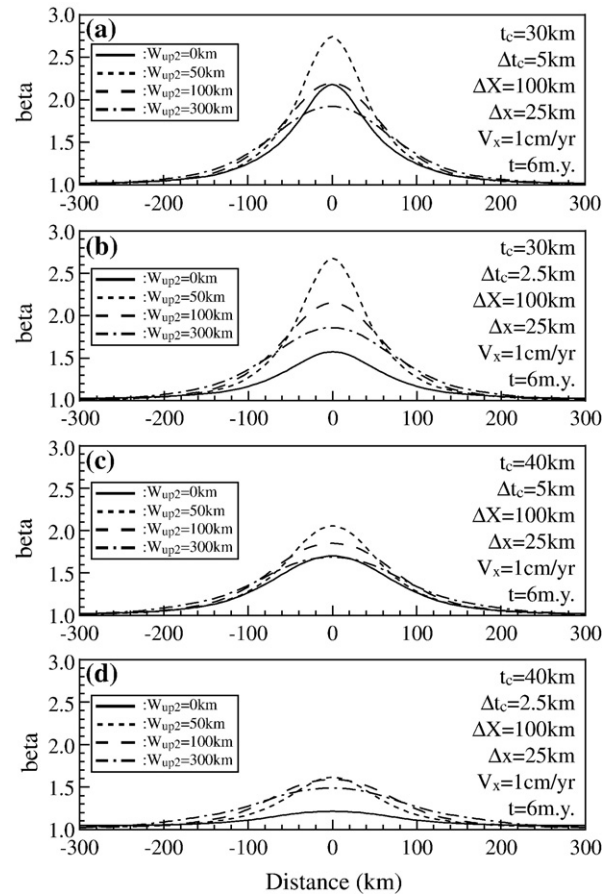 (a)
3.0
2.5
2.0
1.5
1.0
beta
:Wup2=0km
:Wup2=50km
:Wup2=100km
:Wup2=300km
tc=30km
Δtc=5km
ΔX=100km
Δx=25km
Vx=1cm/yr
t=6m.y.
-300 -200 -100 0 100 200 300
(b)
3.0
2.5
2.0
1.5
1.0
beta
:Wup2=0km
:Wup2=50km
:Wup2=100km
:Wup2=300km
tc=30km
Δtc=2.5km
ΔX=100km
Δx=25km
Vx=1cm/yr
t=6m.y.
-300 -200 -100 0 100 200 300
(c)
3.0
2.5
2.0
1.5
1.0
beta
:Wup2=0km
:Wup2=50km
:Wup2=100km
:Wup2=300km
tc=40km
Δtc=5km
ΔX=100km
Δx=25km
Vx=1cm/yr
t=6m.y.
-300 -200 -100 0 100 200 300
(d)
3.0
2.5
2.0
1.5
1.0
beta
:Wup2=0km
:Wup2=50km
:Wup2=100km
:Wup2=300km
tc=40km
Δtc=2.5km
ΔX=100km
Δx=25km
Vx=1cm/yr
t=6m.y.
-300 -200 -100 0 100 200 300
Distance (km)